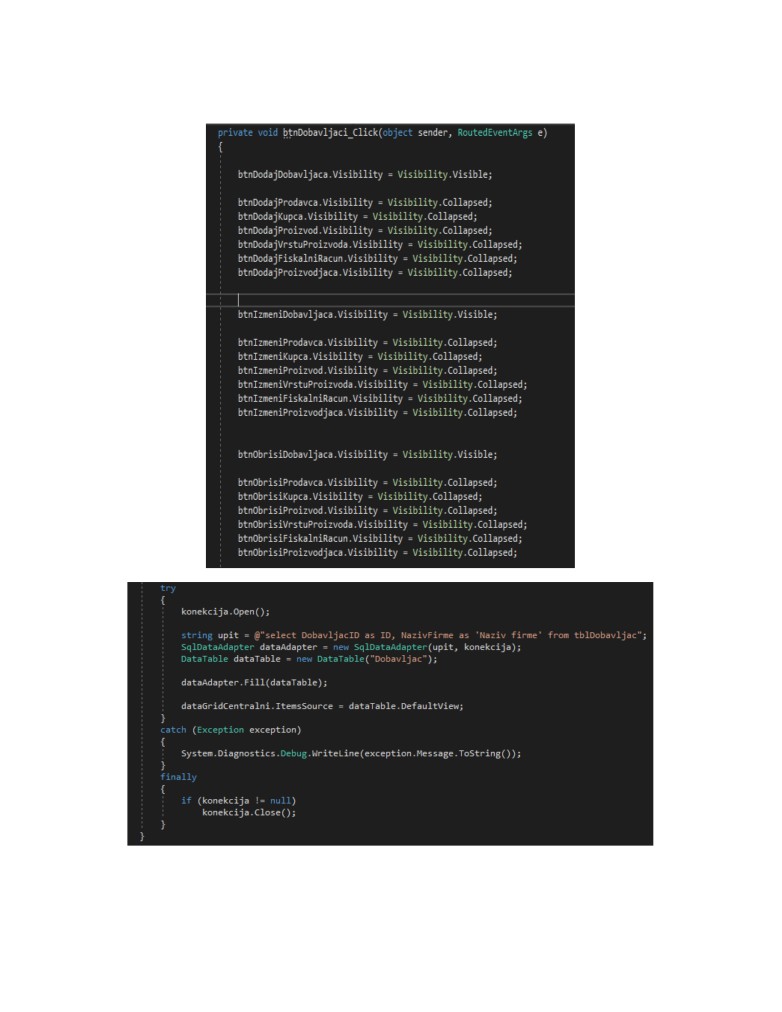 private void btnDobavljaci_Click(object sender, RoutedEventArgs e)
{
btnDodajDobavljaca.Visibility = Visibility.Visible;
btnDodajProdavca.Visibility = Visibility.Collapsed;
btnDodajKupca.Visibility = Visibility.Collapsed;
btnDodajProizvod.Visibility = Visibility.Collapsed;
btnDodajVrstuProizvoda.Visibility = Visibility.Collapsed;
btnDodajFiskalniRacun.Visibility = Visibility.Collapsed;
btnDodajProizvodjaca.Visibility = Visibility.Collapsed;
btnIzmeniDobavljaca.Visibility = Visibility.Visible;
btnIzmeniProdavca.Visibility = Visibility.Collapsed;
btnIzmeniKupca.Visibility = Visibility.Collapsed;
btnIzmeniProizvod.Visibility = Visibility.Collapsed;
btnIzmeniVrstuProizvoda.Visibility = Visibility.Collapsed;
btnIzmeniFiskalniRacun.Visibility = Visibility.Collapsed;
btnIzmeniProizvodjaca.Visibility = Visibility.Collapsed;
btnObrisiDobavljaca.Visibility = Visibility.Visible;
btnObrisiProdavca.Visibility = Visibility.Collapsed;
btnObrisiKupca.Visibility = Visibility.Collapsed;
btnObrisiProizvod.Visibility = Visibility.Collapsed;
btnObrisiVrstuProizvoda.Visibility = Visibility.Collapsed;
btnObrisiFiskalniRacun.Visibility = Visibility.Collapsed;
btnObrisiProizvodjaca.Visibility = Visibility.Collapsed;
try
{
konekcija.Open();
string upit = @"select DobavljacID as ID, NazivFirme as 'Naziv firme' from tblDobavljac";
SqlDataAdapter dataAdapter = new SqlDataAdapter(upit, konekcija);
DataTable dataTable = new DataTable("Dobavljac");
dataAdapter.Fill(dataTable);
dataGridCentralni.ItemsSource = dataTable.DefaultView;
}
catch (Exception exception)
{
System.Diagnostics.Debug.WriteLine(exception.Message.ToString());
}
finally
{
if (konekcija != null)
konekcija.Close();
}
}